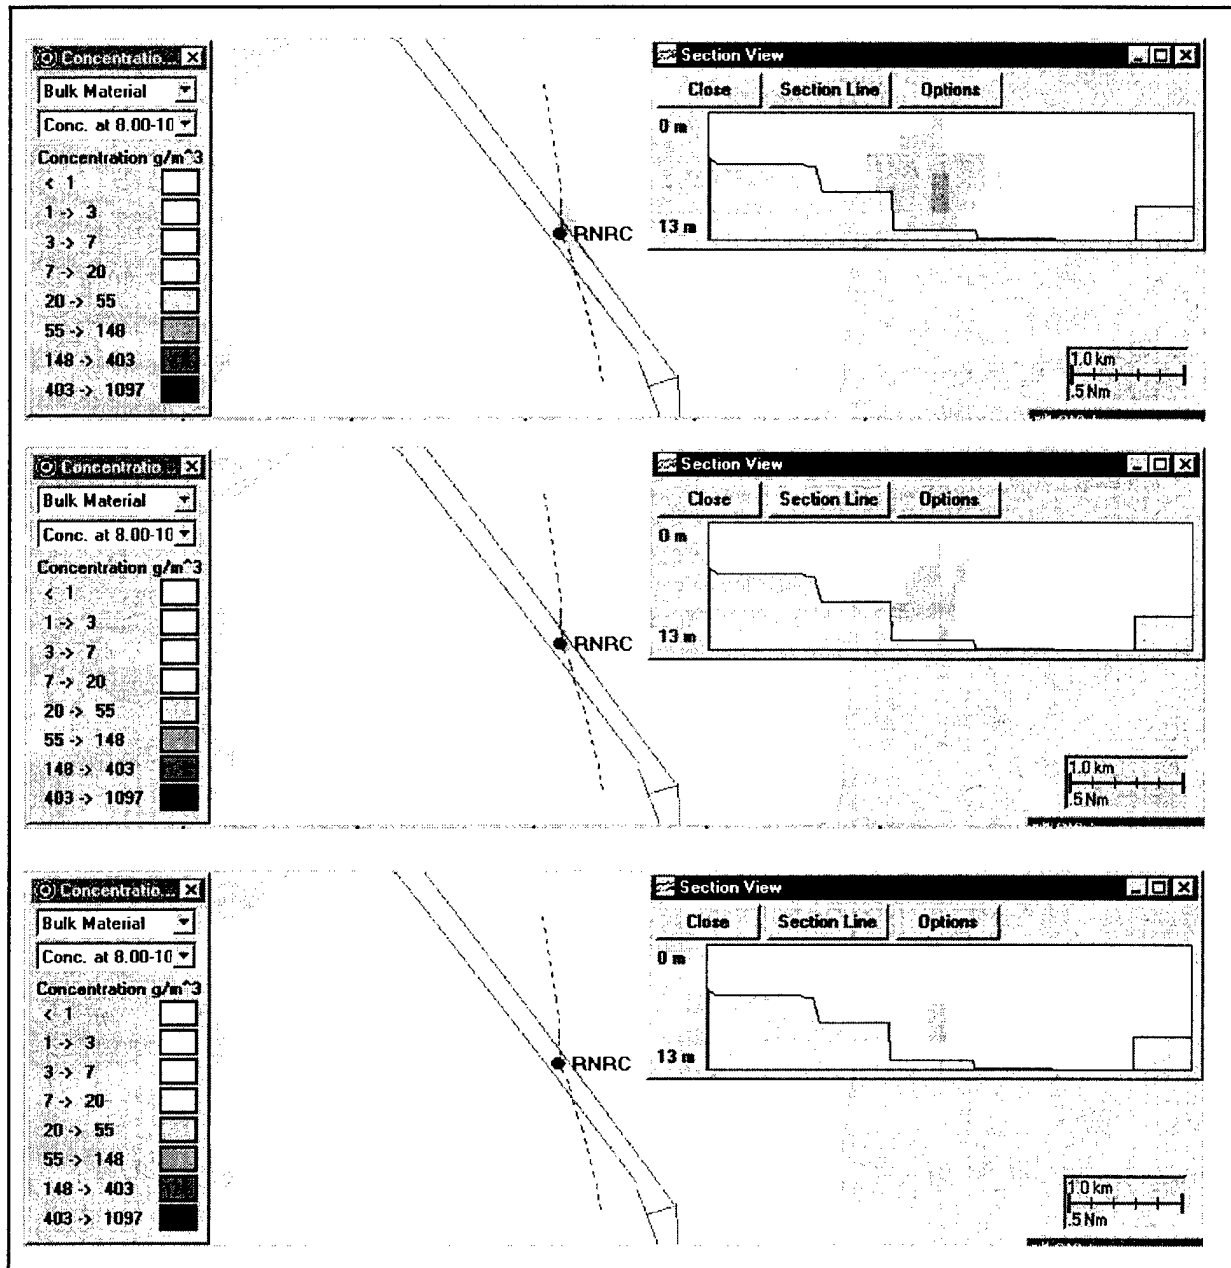 Concentratio...
Bulk Material
Conc. at 8.00-10
Concentration g/m^3
< 1
1 -> 3
3 -> 7
7 -> 20
20 -> 55
55 -> 148
148 -> 403
403 -> 1097
RNRC
Section View
Close Section Line Options
0 m
13 m
1.0 km
.5 Nm
Concentratio...
Bulk Material
Conc. at 8.00-10
Concentration g/m^3
< 1
1 -> 3
3 -> 7
7 -> 20
20 -> 55
55 -> 148
148 -> 403
403 -> 1097
RNRC
Section View
Close Section Line Options
0 m
13 m
1.0 km
.5 Nm
Concentratio...
Bulk Material
Conc. at 8.00-10
Concentration g/m^3
< 1
1 -> 3
3 -> 7
7 -> 20
20 -> 55
55 -> 148
148 -> 403
403 -> 1097
RNRC
Section View
Close Section Line Options
0 m
13 m
1.0 km
.5 Nm